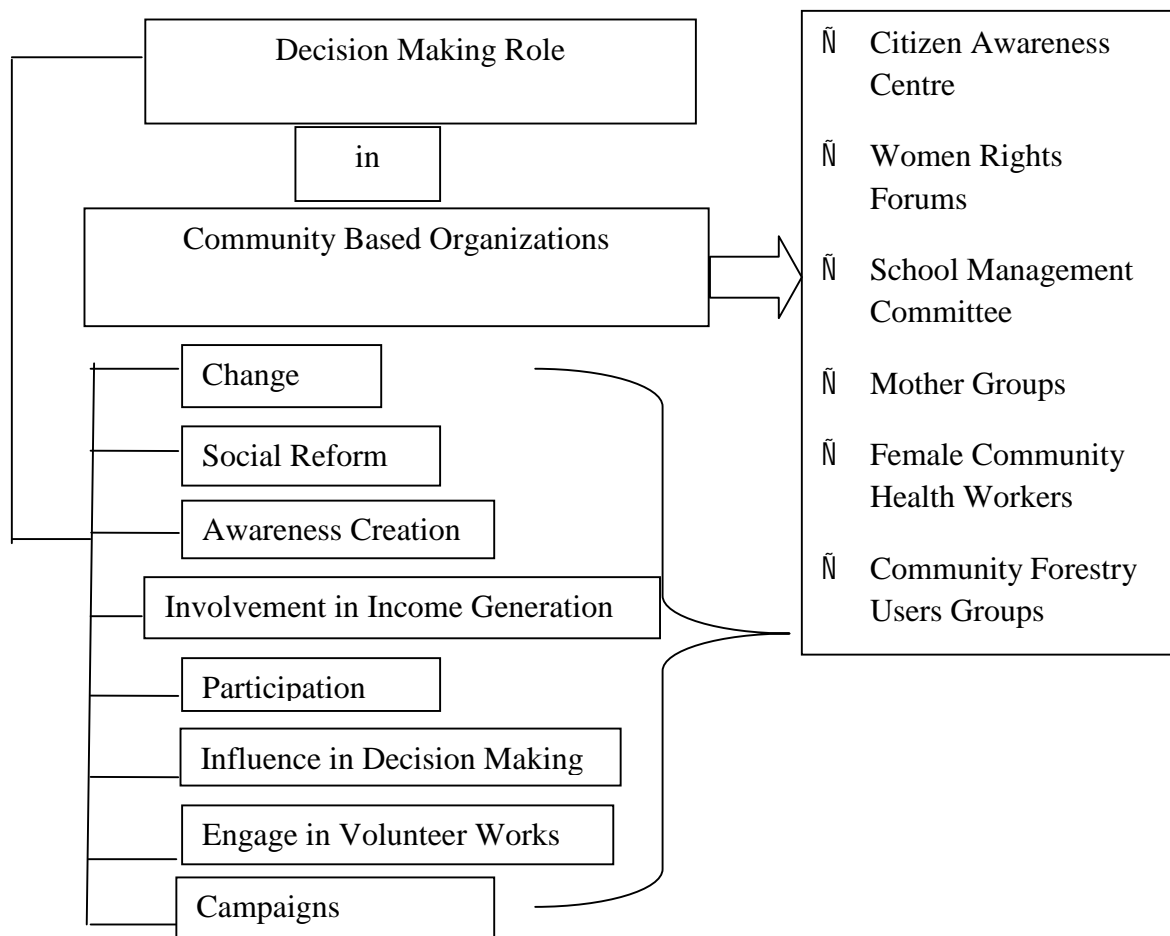 Decision Making Role
in
Community Based Organizations
Change
Social Reform
Awareness Creation
Involvement in Income Generation
Participation
Influence in Decision Making
Engage in Volunteer Works
Campaigns
Ñ Citizen Awareness
Centre
Ñ Women Rights
Forums
Ñ School Management
Committee
Ñ Mother Groups
Ñ Female Community
Health Workers
Ñ Community Forestry
Users Groups